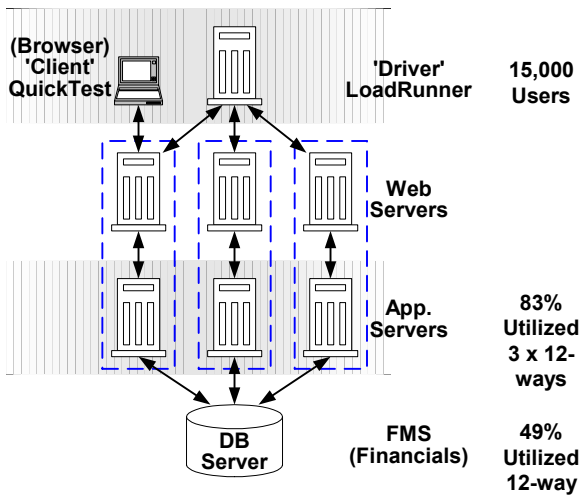 (Browser)
'Client'
QuickTest
'Driver'
LoadRunner
15,000
Users
Web
Servers
App.
Servers
83%
Utilized
3 x 12-
ways
DB
Server
FMS
(Financials)
49%
Utilized
12-way